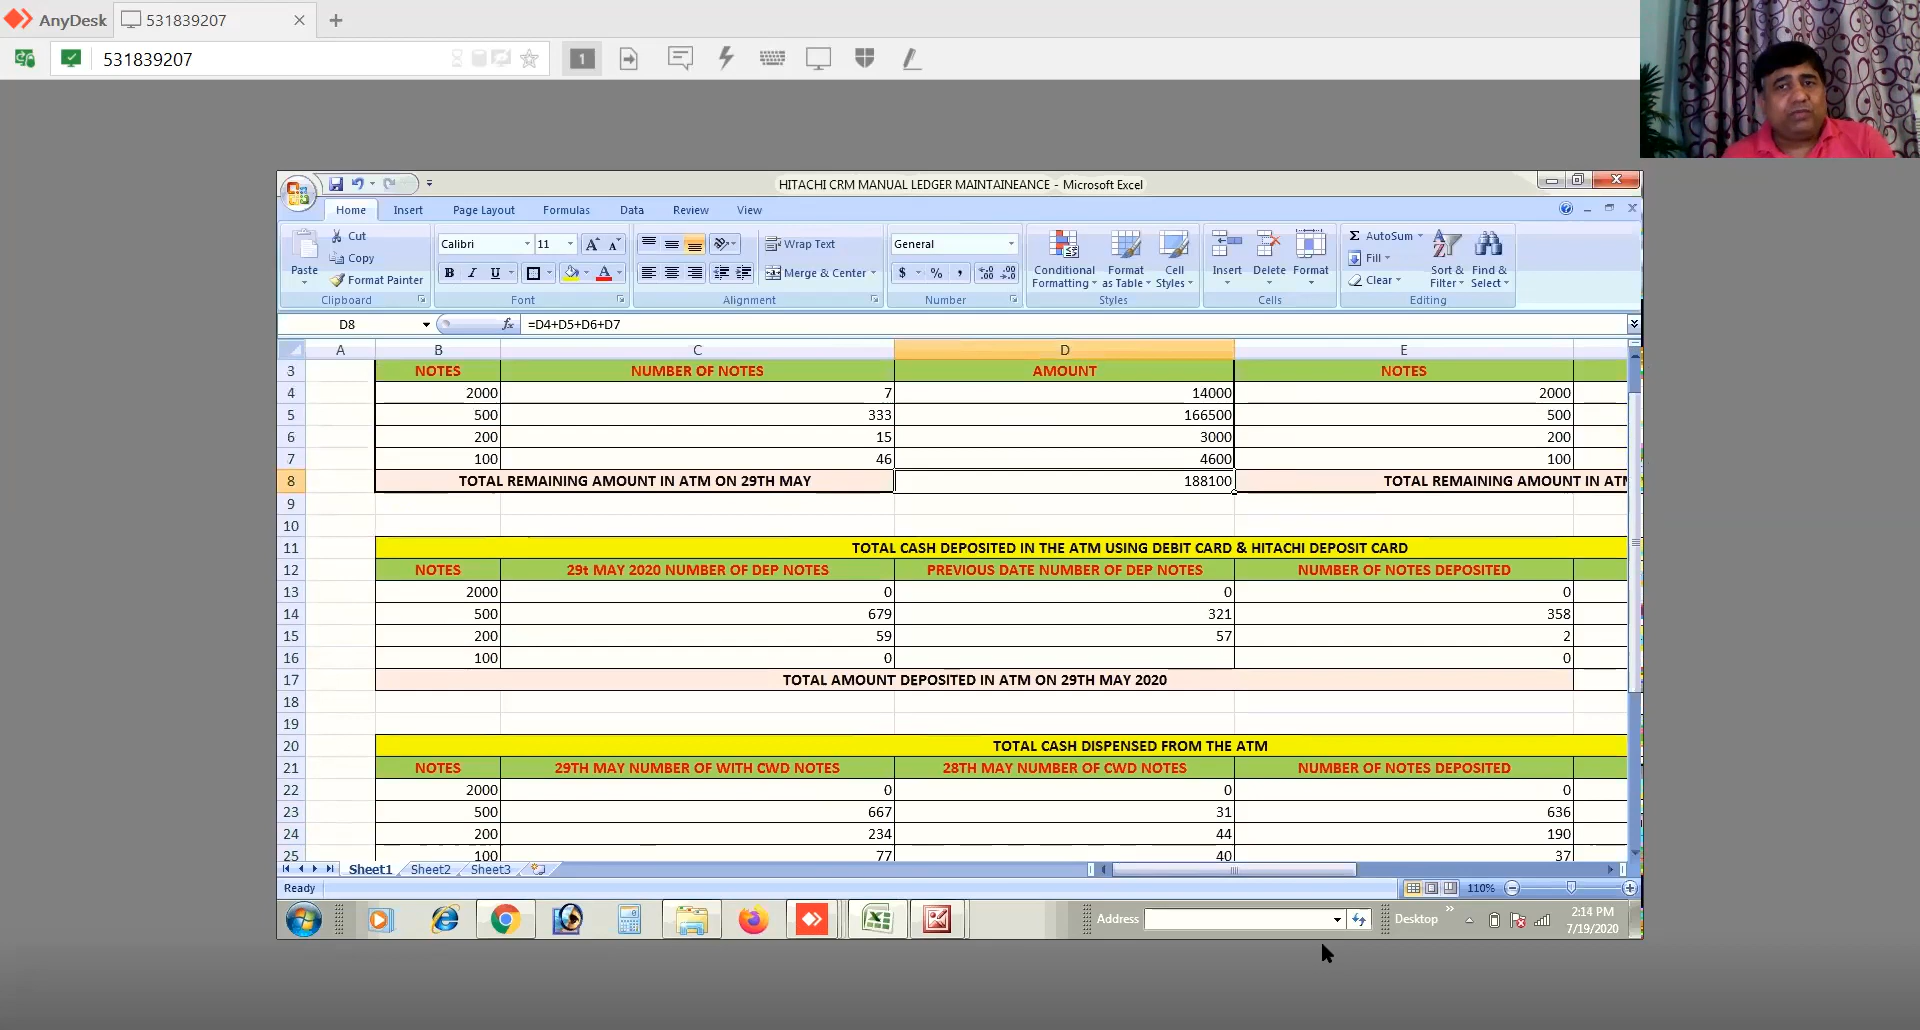 AnyDesk 531839207
531839207 1
HITACHI CRM MANUAL LEDGER MAINTAINEANCE - Microsoft Excel
Home Insert Page Layout Formulas Data Review View
Paste Cut Copy Format Painter Clipboard
Calibri 11 B I U A A A Font
Wrap Text Merge & Center Alignment
General $ % , Number
Conditional Formatting Format as Table Cell Styles Styles
Insert Delete Format Cells
Σ AutoSum Fill Clear Sort & Filter Find & Select Editing
D8 fx =D4+D5+D6+D7
A B C D E
3 NOTES NUMBER OF NOTES AMOUNT NOTES
4 2000 7 14000 2000
5 500 333 166500 500
6 200 15 3000 200
7 100 46 4600 100
8 TOTAL REMAINING AMOUNT IN ATM ON 29TH MAY 188100 TOTAL REMAINING AMOUNT IN ATM
9
10
11 TOTAL CASH DEPOSITED IN THE ATM USING DEBIT CARD & HITACHI DEPOSIT CARD
12 NOTES 29t MAY 2020 NUMBER OF DEP NOTES PREVIOUS DATE NUMBER OF DEP NOTES NUMBER OF NOTES DEPOSITED
13 2000 0 0 0
14 500 679 321 358
15 200 59 57 2
16 100 0 0
17 TOTAL AMOUNT DEPOSITED IN ATM ON 29TH MAY 2020
18
19
20 TOTAL CASH DISPENSED FROM THE ATM
21 NOTES 29TH MAY NUMBER OF WITH CWD NOTES 28TH MAY NUMBER OF CWD NOTES NUMBER OF NOTES DEPOSITED
22 2000 0 0 0
23 500 667 31 636
24 200 234 44 190
25 100 77 40 37
Sheet1 Sheet2 Sheet3
Ready 110%
Address Desktop 2:14 PM
7/19/2020